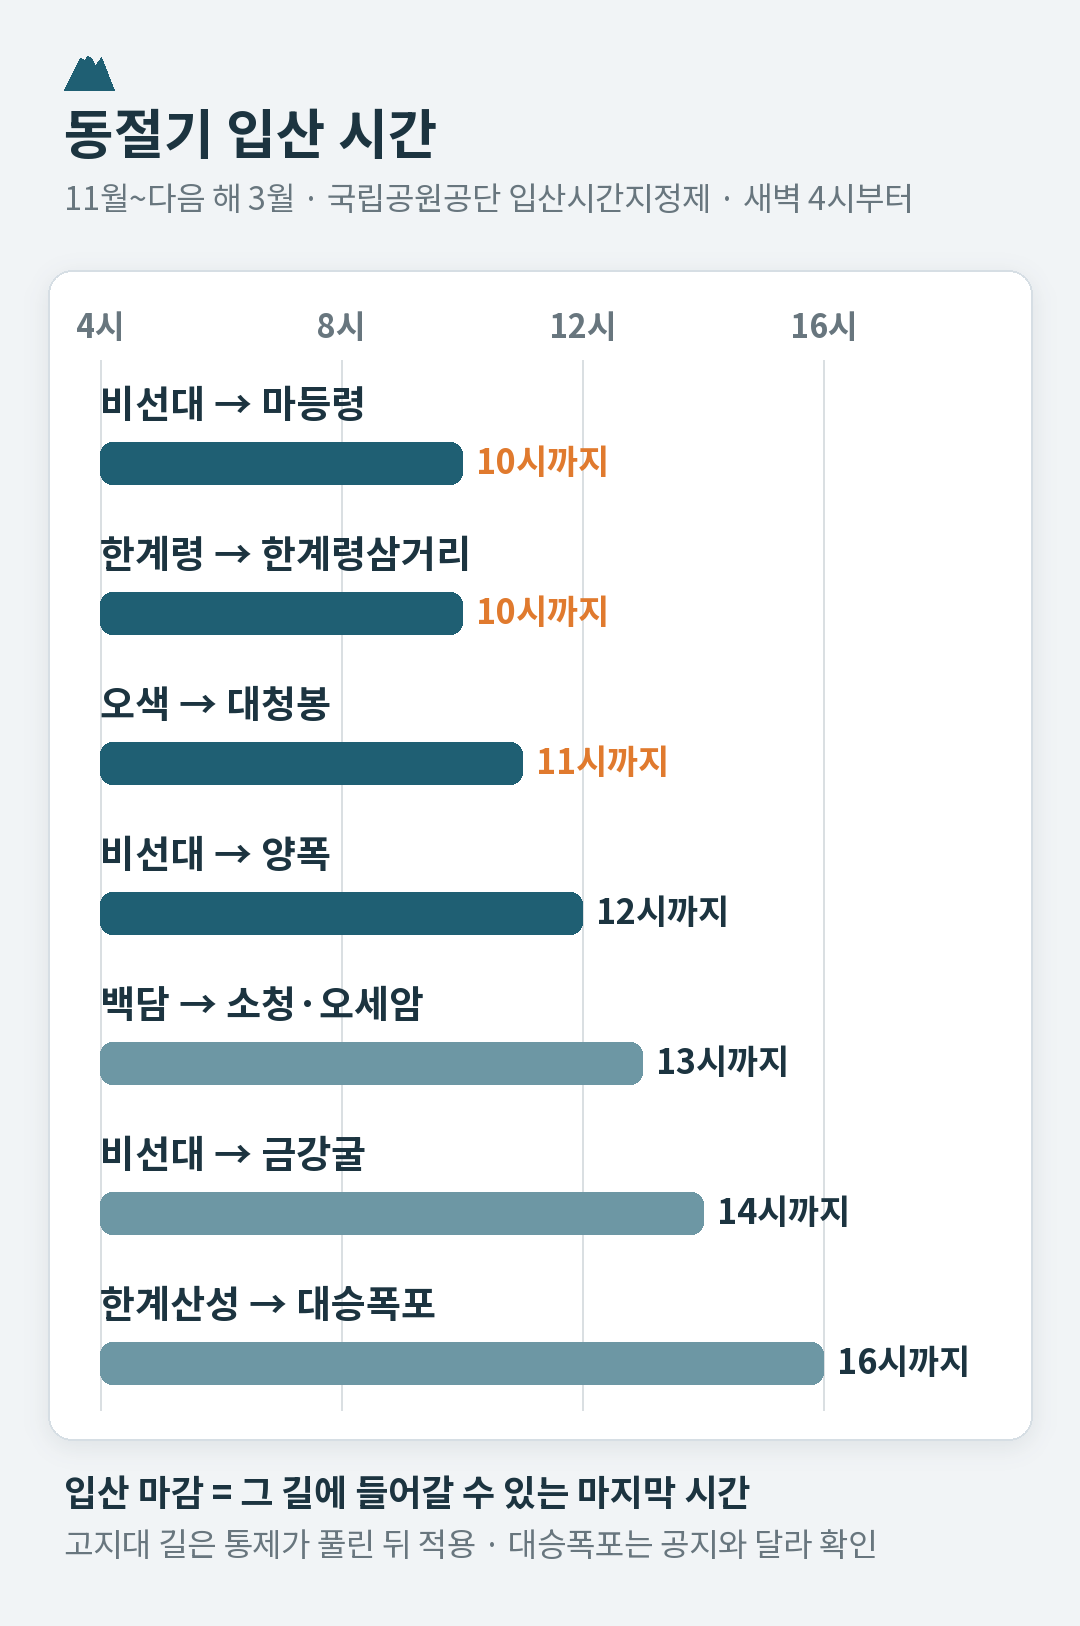 동절기 입산 시간
11월~다음 해 3월 · 국립공원공단 입산시간지정제 · 새벽 4시부터
4시 8시 12시 16시
비선대 → 마등령
10시까지
한계령 → 한계령삼거리
10시까지
오색 → 대청봉
11시까지
비선대 → 양폭
12시까지
백담 → 소청·오세암
13시까지
비선대 → 금강굴
14시까지
한계산성 → 대승폭포
16시까지
입산 마감 = 그 길에 들어갈 수 있는 마지막 시간
고지대 길은 통제가 풀린 뒤 적용 · 대승폭포는 공지와 달라 확인